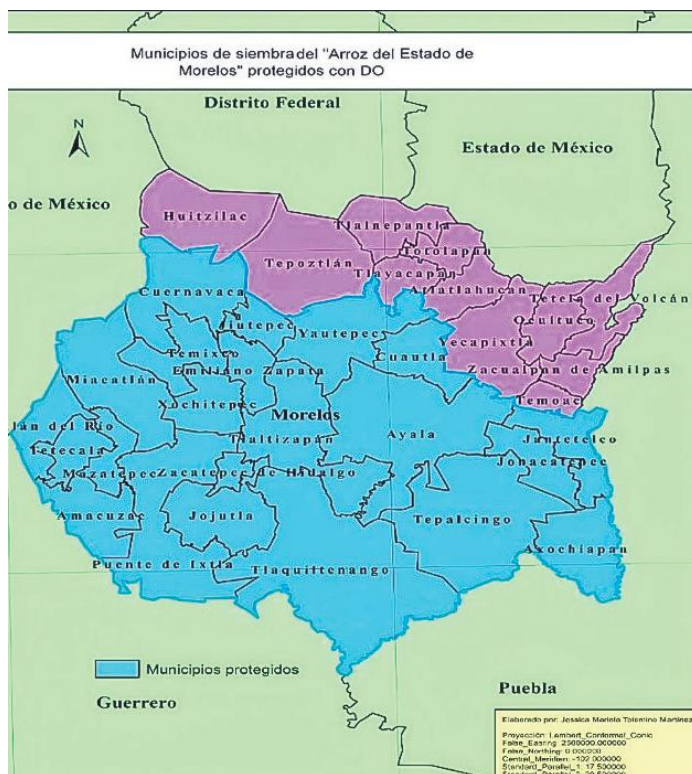 Municipios de siembra del "Arroz del Estado de
Morelos" protegidos con DO
Distrito Federal
N
Estado de México
o de México
Huitzilac
Tlalnepantla
Totolapan
Tepoztlán
Tlayacapan
Atlatlahucan
Cuernavaca
Tetela del Volcán
Ocuituco
Jiutepec
Yautepec
Yecapixtla
Temixco
Cuautla
Emiliano Zapata
Zacualpan de Amilpas
Miacatlán
Temoac
Xochitepec
Morelos
lán del Río
Tlaltizapán
Ayala
Jantetelco
Tetecala
Jonacatepec
Mazatepec
Zacatepec de Hidalgo
Amacuzac
Jojutla
Tepalcingo
Axochiapan
Puente de Ixtla
Tlaquiltenango
Municipios protegidos
Puebla
Guerrero
Elaborado por: Jessica Mariela Tolentino Martínez
Proyección: Lambert_Conformal_Conic
False_Easting: 2500000.000000
False_Northing: 0.000000
Central_Meridian: -102.000000
Standard_Parallel_1: 17.500000